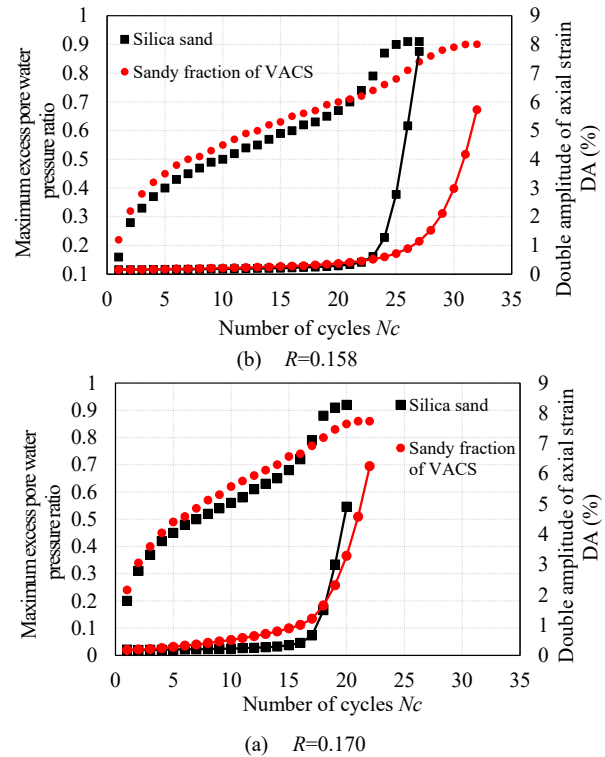 Maximum excess pore water
pressure ratio
1
0.9
0.8
0.7
0.6
0.5
0.4
0.3
0.2
0.1
Silica sand
Sandy fraction of VACS
9
8
7
6
5
4
3
2
1
0
Double amplitude of axial strain
DA (%)
0 5 10 15 20 25 30 35
Number of cycles Nc
(b) R=0.158
Maximum excess pore water
pressure ratio
1
0.9
0.8
0.7
0.6
0.5
0.4
0.3
0.2
0.1
0
Silica sand
Sandy fraction
of VACS
9
8
7
6
5
4
3
2
1
0
Double amplitude of axial strain
DA (%)
0 5 10 15 20 25 30 35
Number of cycles Nc
(a) R=0.170